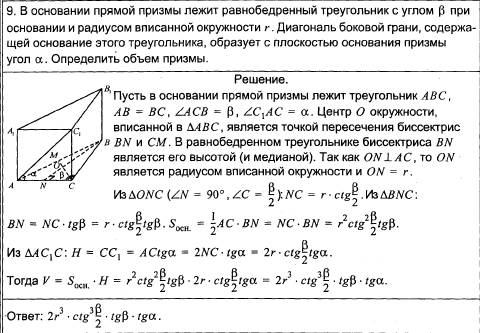 9. В основании прямой призмы лежит равнобедренный треугольник с углом β при
основании и радиусом вписанной окружности r. Диагональ боковой грани, содержа-
щей основание этого треугольника, образует с плоскостью основания призмы
угол α. Определить объем призмы.
Решение.
Пусть в основании прямой призмы лежит треугольник ABC,
AB = BC, ∠ACB = β, ∠C₁AC = α. Центр O окружности,
вписанной в ΔABC, является точкой пересечения биссектрис
BN и CM. В равнобедренном треугольнике биссектриса BN
является его высотой (и медианой). Так как ON⊥AC, то ON
является радиусом вписанной окружности и ON = r.
Из ΔONC (∠N = 90°, ∠C = β/2): NC = r·ctg β/2. Из ΔBNC:
BN = NC·tgβ = r·ctg β/2 tgβ. Sосн. = 1/2 AC·BN = NC·BN = r²ctg² β/2 tgβ.
Из ΔAC₁C: H = CC₁ = ACtgα = 2NC·tgα = 2r·ctg β/2 tgα.
Тогда V = Sосн.·H = r²ctg² β/2 tgβ·2r·ctg β/2 tgα = 2r³·ctg³ β/2·tgβ·tgα.
Ответ: 2r³·ctg³ β/2·tgβ·tgα.
B₁
A₁
C₁
M
B
O
α
A
N
C